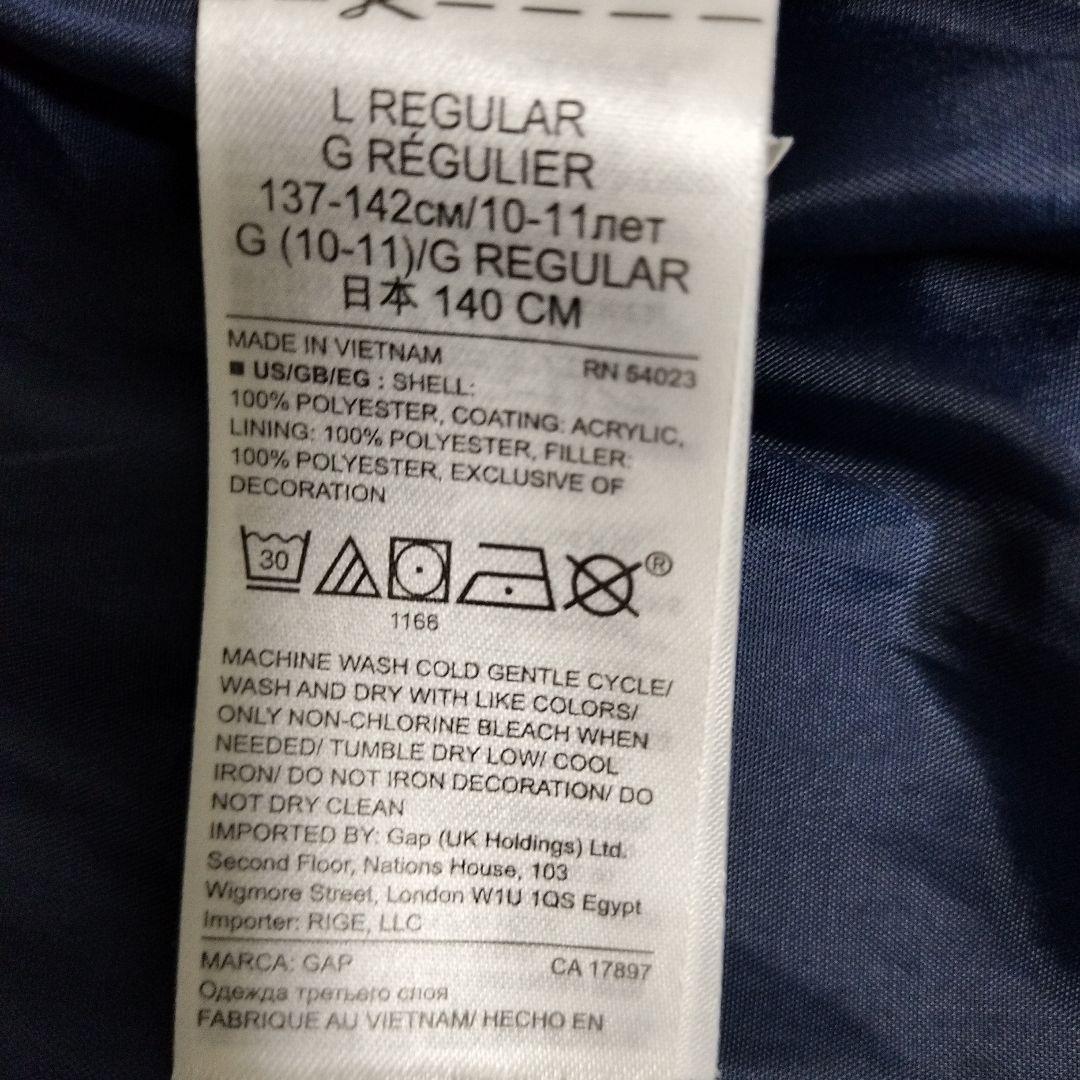 L REGULAR
G RÉGULIER
137-142см/10-11лет
G (10-11)/G REGULAR
日本 140 CM
MADE IN VIETNAM RN 54023
■ US/GB/EG : SHELL:
100% POLYESTER, COATING: ACRYLIC,
LINING: 100% POLYESTER, FILLER:
100% POLYESTER, EXCLUSIVE OF
DECORATION
30 ®
1166
MACHINE WASH COLD GENTLE CYCLE/
WASH AND DRY WITH LIKE COLORS/
ONLY NON-CHLORINE BLEACH WHEN
NEEDED/ TUMBLE DRY LOW/ COOL
IRON/ DO NOT IRON DECORATION/ DO
NOT DRY CLEAN
IMPORTED BY: Gap (UK Holdings) Ltd.
Second Floor, Nations House, 103
Wigmore Street, London W1U 1QS Egypt
Importer: RIGE, LLC
MARCA: GAP CA 17897
Одежда третьего слоя
FABRIQUE AU VIETNAM/ HECHO EN